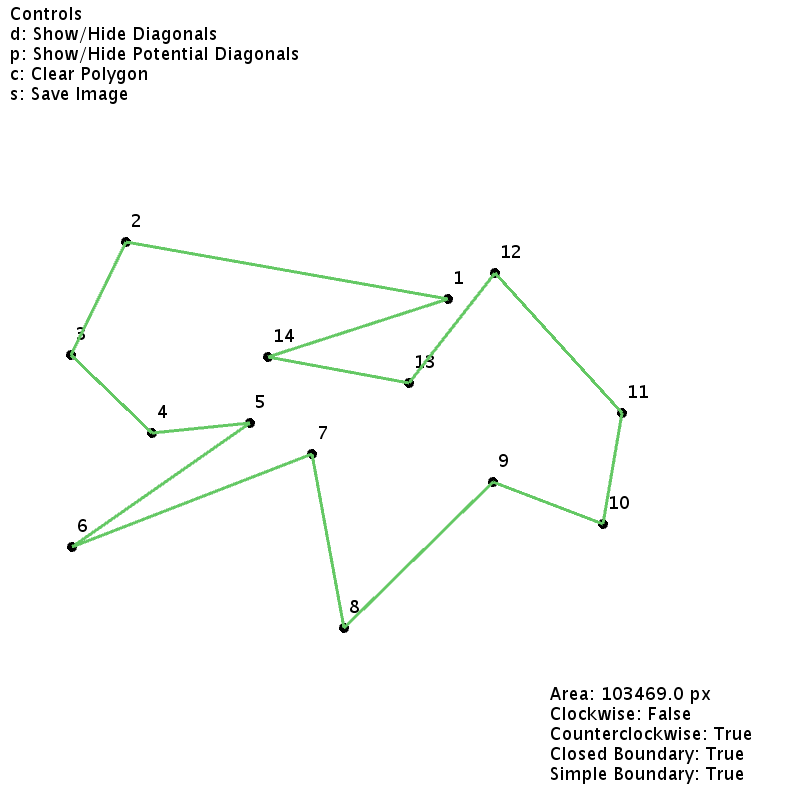 Controls
d: Show/Hide Diagonals
p: Show/Hide Potential Diagonals
c: Clear Polygon
s: Save Image
2
12
1
3
14
13
11
5
4
7
9
10
6
8
Area: 103469.0 px
Clockwise: False
Counterclockwise: True
Closed Boundary: True
Simple Boundary: True